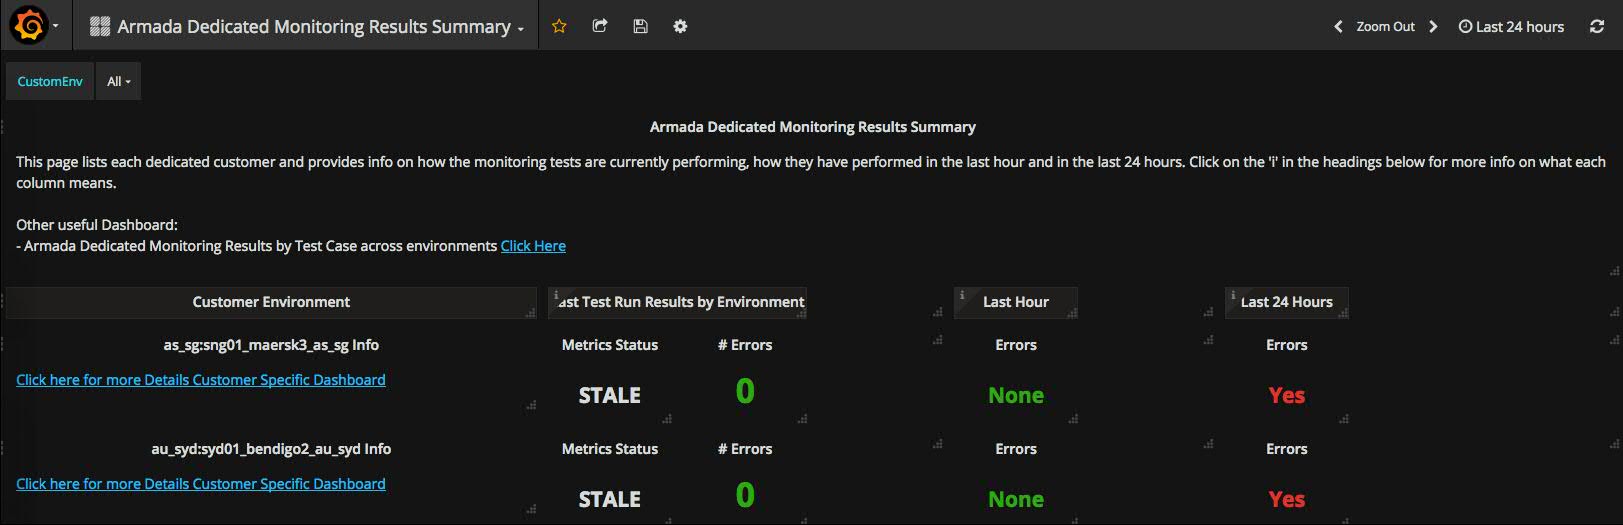 Armada Dedicated Monitoring Results Summary
Zoom Out
Last 24 hours
CustomEnv
All
Armada Dedicated Monitoring Results Summary
This page lists each dedicated customer and provides info on how the monitoring tests are currently performing, how they have performed in the last hour and in the last 24 hours. Click on the 'i' in the headings below for more info on what each
column means.
Other useful Dashboard:
- Armada Dedicated Monitoring Results by Test Case across environments Click Here
Customer Environment
i ast Test Run Results by Environment
i Last Hour
i Last 24 Hours
as_sg:sng01_maersk3_as_sg Info
Metrics Status
# Errors
Errors
Errors
Click here for more Details Customer Specific Dashboard
STALE
0
None
Yes
au_syd:syd01_bendigo2_au_syd Info
Metrics Status
# Errors
Errors
Errors
Click here for more Details Customer Specific Dashboard
STALE
0
None
Yes